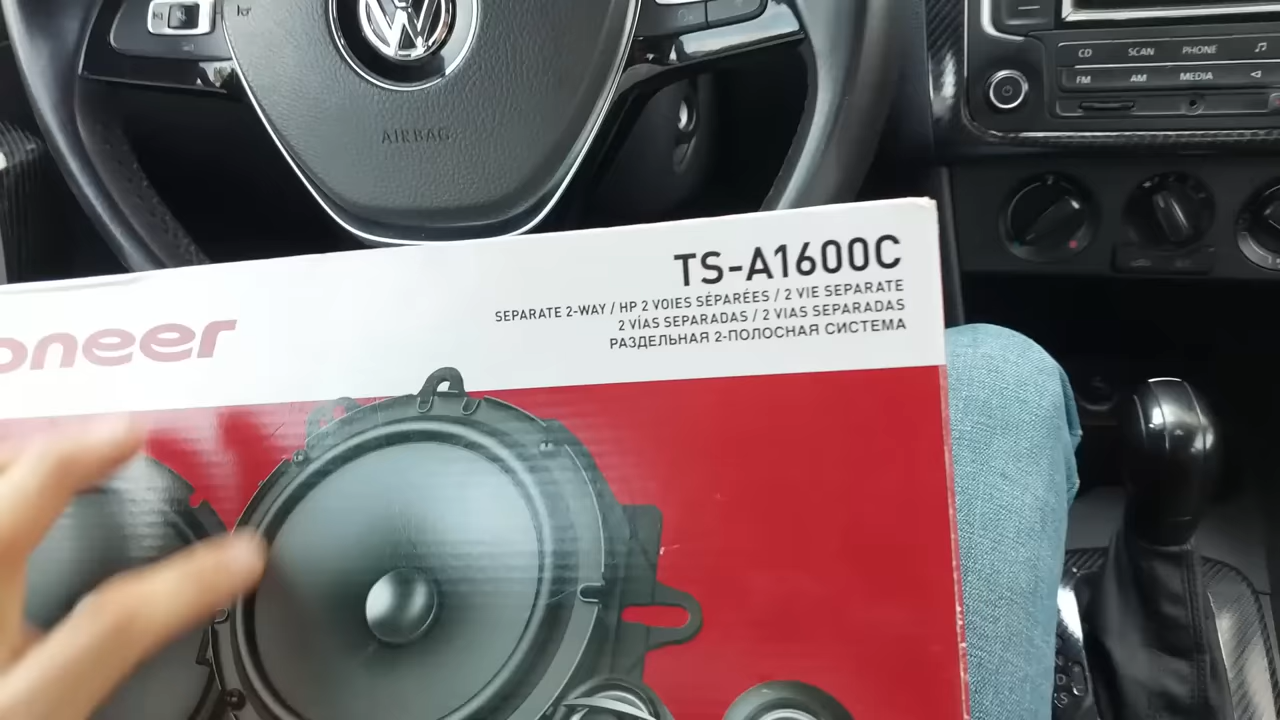 VW
AIRBAG
CD SCAN PHONE
FM AM MEDIA
oneer
TS-A1600C
SEPARATE 2-WAY / HP 2 VOIES SÉPARÉES / 2 VIE SEPARATE
2 VÍAS SEPARADAS / 2 VIAS SEPARADAS
РАЗДЕЛЬНАЯ 2-ПОЛОСНАЯ СИСТЕМА